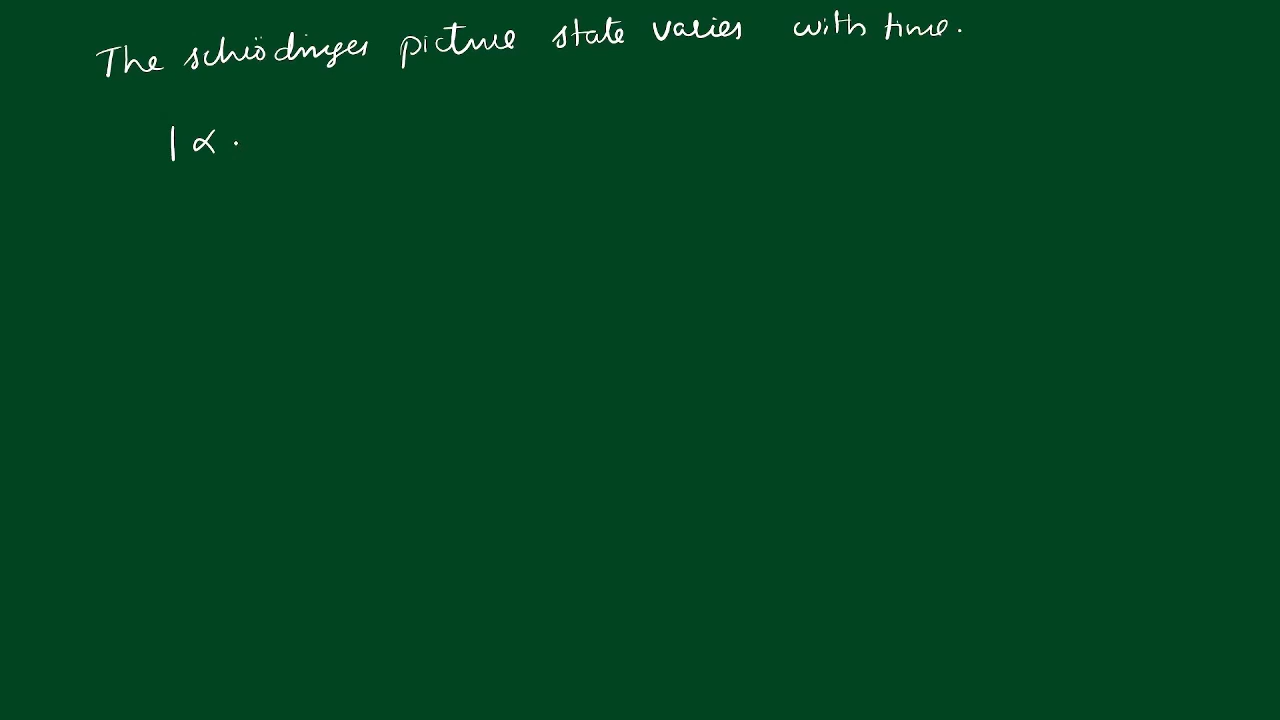 The schrödinger picture state varies with time.
| α .